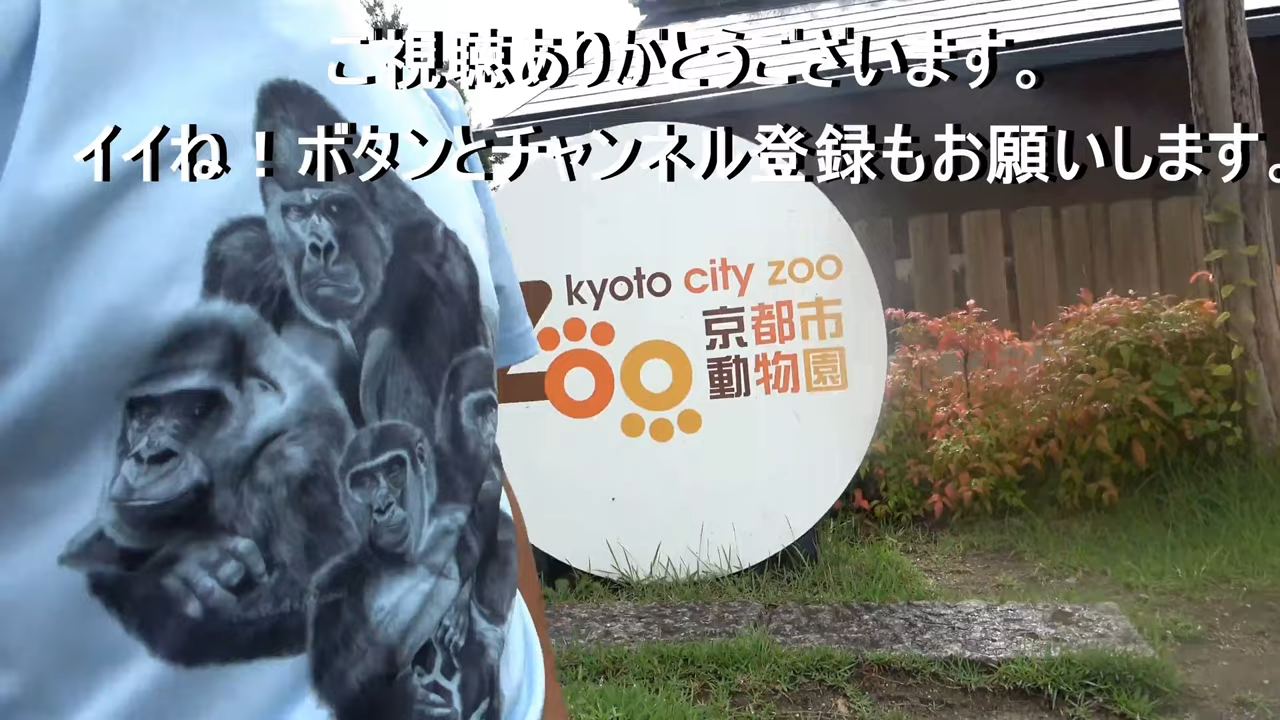 ご視聴ありがとうございます。
イイね！ボタンとチャンネル登録もお願いします。
kyoto city zoo
京都市
動物園